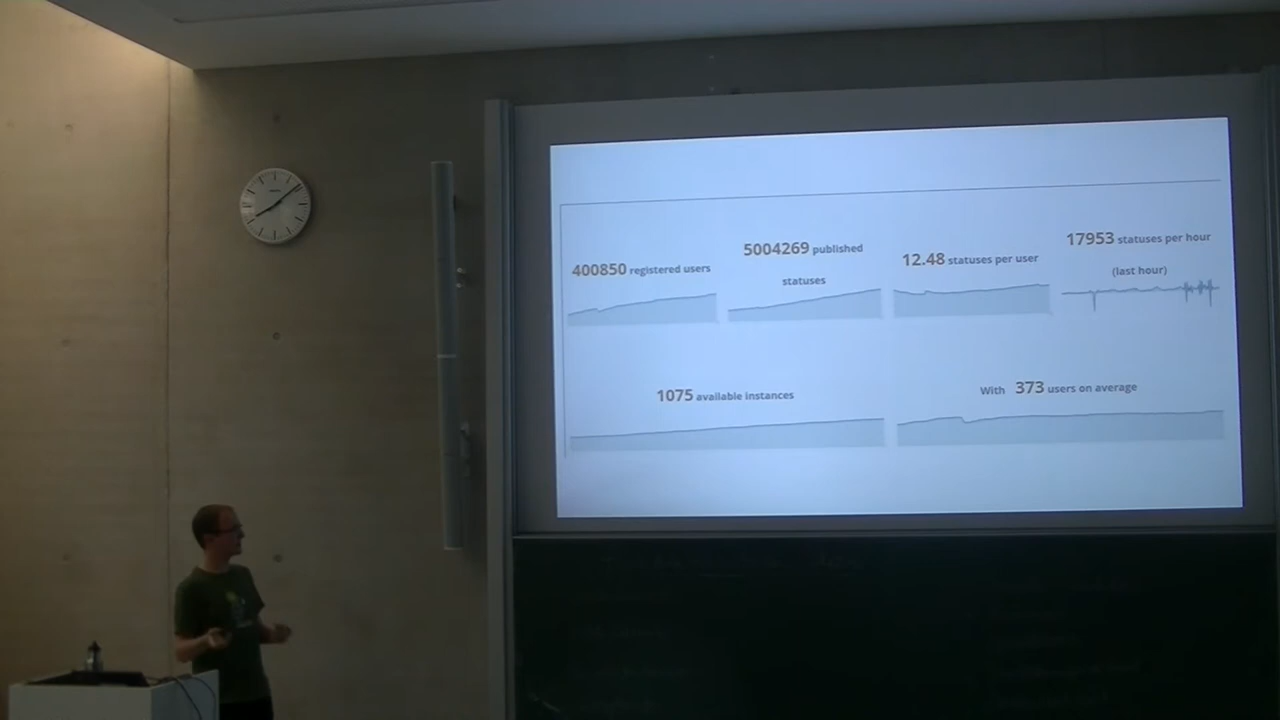 400850 registered users
5004269 published
statuses
12.48 statuses per user
17953 statuses per hour
(last hour)
1075 available instances
With 373 users on average